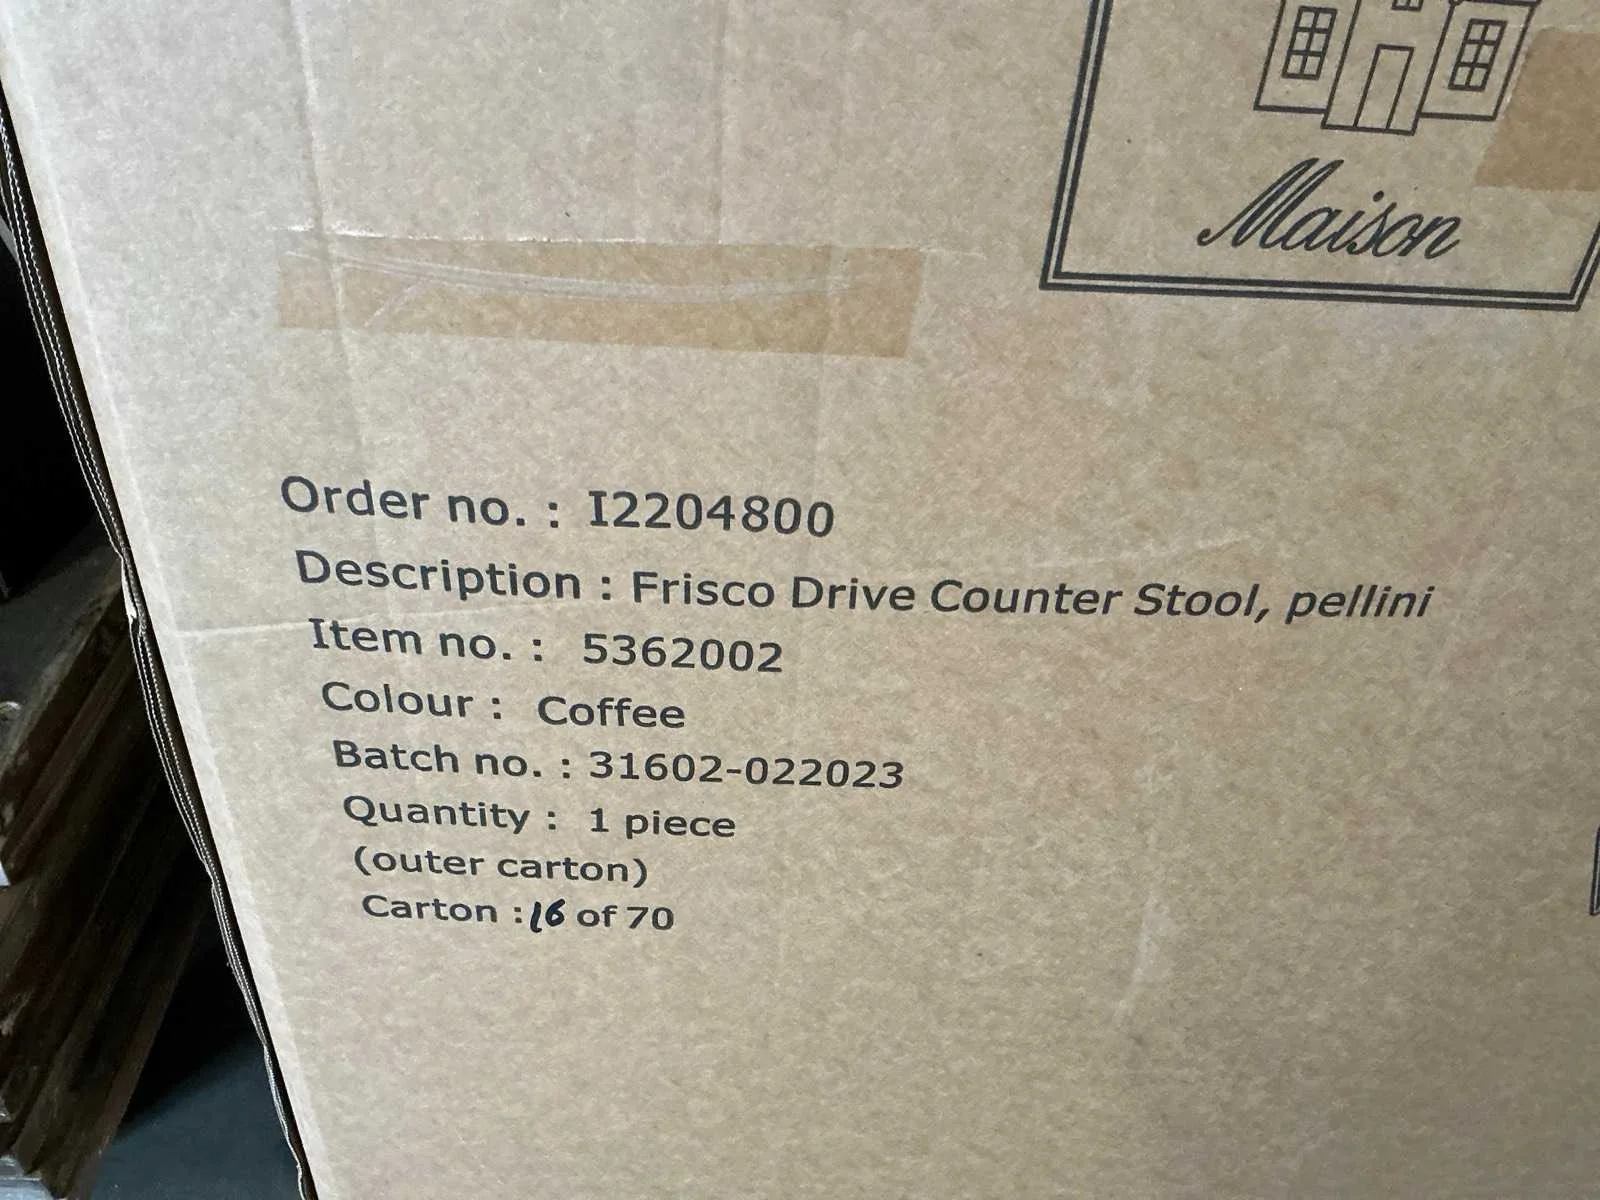 Maison
Order no. : I2204800
Description : Frisco Drive Counter Stool, pellini
Item no. : 5362002
Colour : Coffee
Batch no. : 31602-022023
Quantity : 1 piece
(outer carton)
Carton : 16 of 70